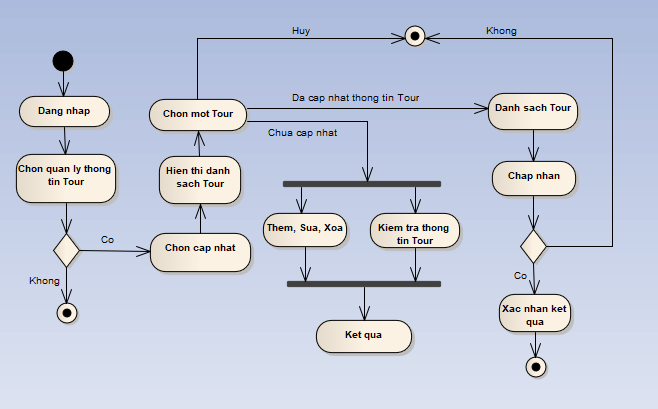 Huy
Khong
Dang nhap
Chon mot Tour
Da cap nhat thong tin Tour
Danh sach Tour
Chua cap nhat
Chon quan ly thong
tin Tour
Hien thi danh
sach Tour
Chap nhan
Them, Sua, Xoa
Kiem tra thong
tin Tour
Co
Chon cap nhat
Khong
Co
Xac nhan ket
qua
Ket qua